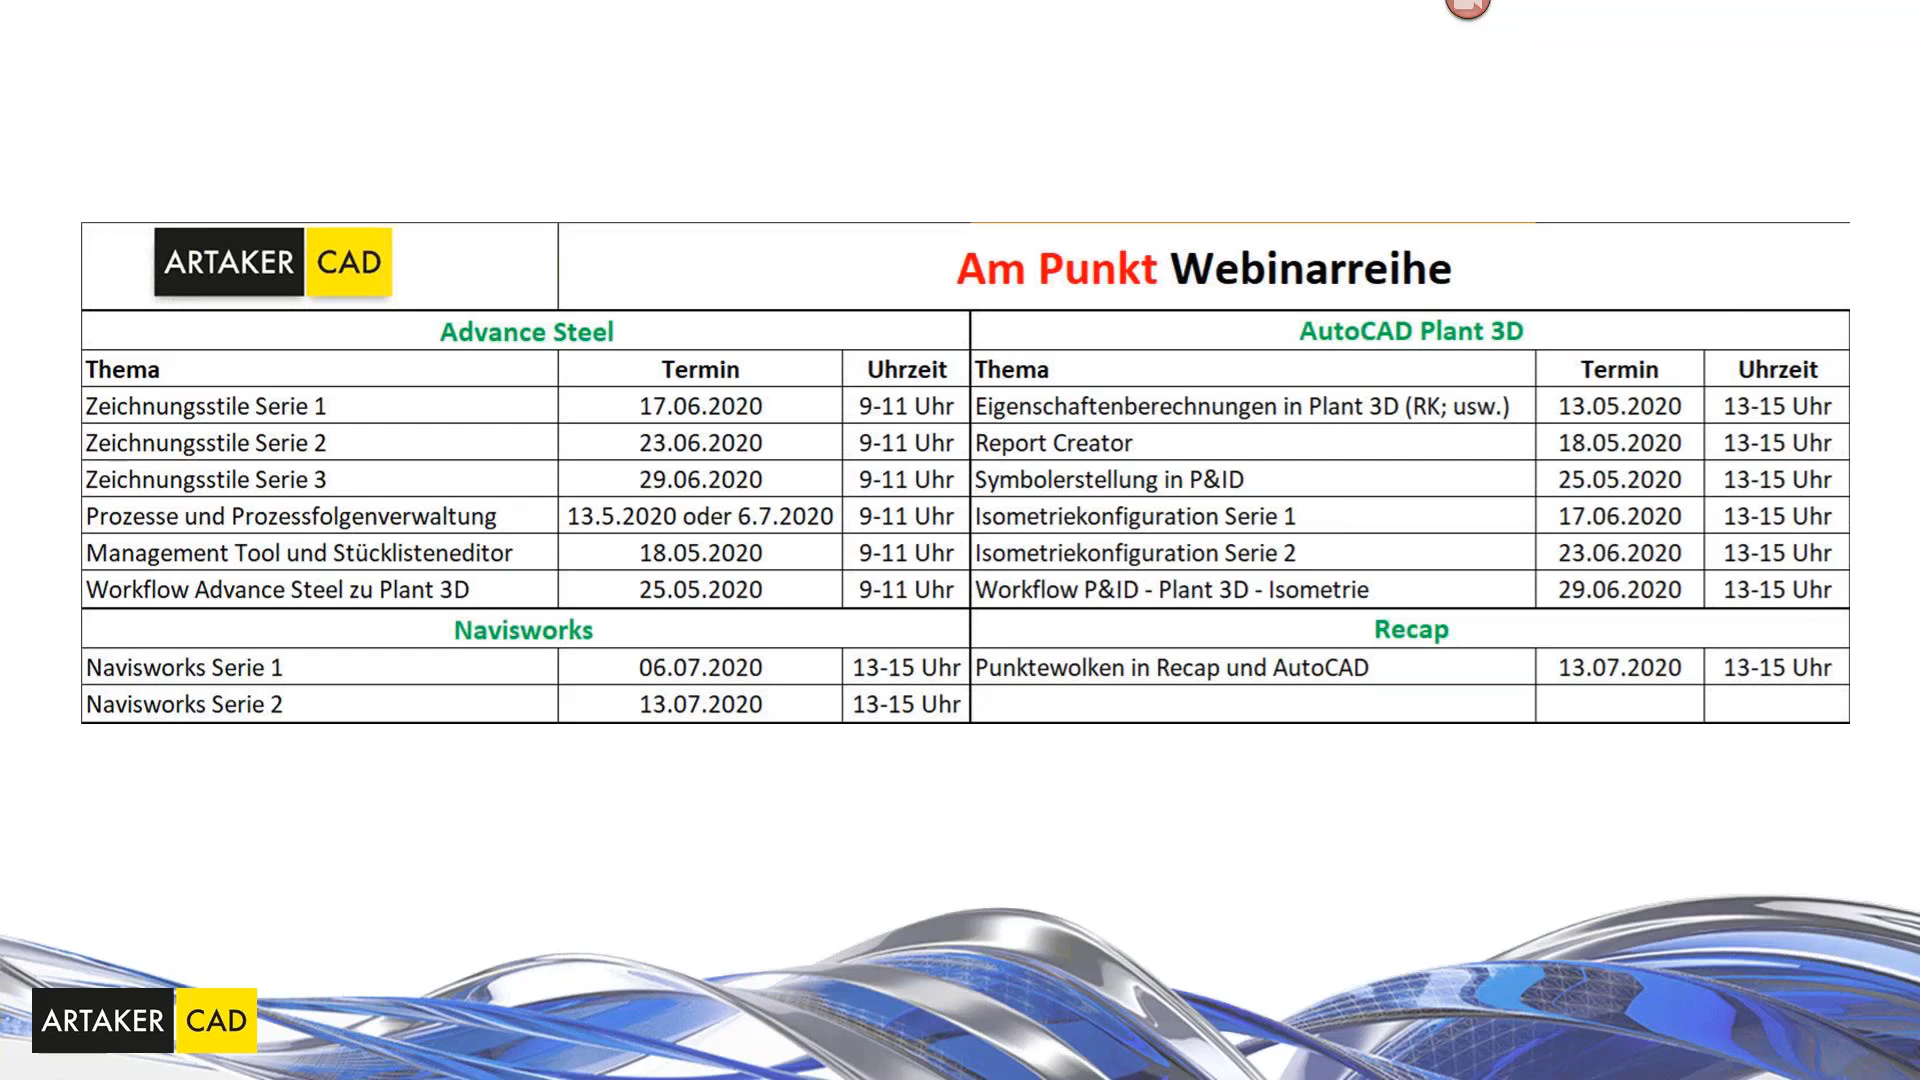 ARTAKER CAD
Am Punkt Webinarreihe
Advance Steel AutoCAD Plant 3D
Thema Termin Uhrzeit Thema Termin Uhrzeit
Zeichnungsstile Serie 1 17.06.2020 9-11 Uhr Eigenschaftenberechnungen in Plant 3D (RK; usw.) 13.05.2020 13-15 Uhr
Zeichnungsstile Serie 2 23.06.2020 9-11 Uhr Report Creator 18.05.2020 13-15 Uhr
Zeichnungsstile Serie 3 29.06.2020 9-11 Uhr Symbolerstellung in P&ID 25.05.2020 13-15 Uhr
Prozesse und Prozessfolgenverwaltung 13.5.2020 oder 6.7.2020 9-11 Uhr Isometriekonfiguration Serie 1 17.06.2020 13-15 Uhr
Management Tool und Stücklisteneditor 18.05.2020 9-11 Uhr Isometriekonfiguration Serie 2 23.06.2020 13-15 Uhr
Workflow Advance Steel zu Plant 3D 25.05.2020 9-11 Uhr Workflow P&ID - Plant 3D - Isometrie 29.06.2020 13-15 Uhr
Navisworks Recap
Navisworks Serie 1 06.07.2020 13-15 Uhr Punktewolken in Recap und AutoCAD 13.07.2020 13-15 Uhr
Navisworks Serie 2 13.07.2020 13-15 Uhr
ARTAKER CAD